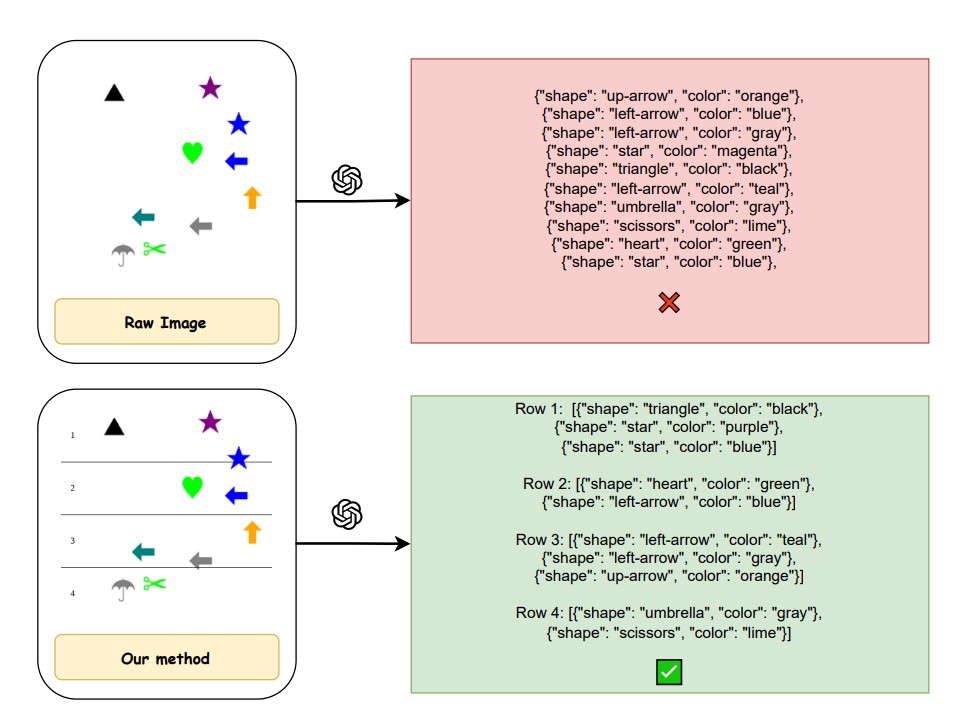 {"shape": "up-arrow", "color": "orange"},
{"shape": "left-arrow", "color": "blue"},
{"shape": "left-arrow", "color": "gray"},
{"shape": "star", "color": "magenta"},
{"shape": "triangle", "color": "black"},
{"shape": "left-arrow", "color": "teal"},
{"shape": "umbrella", "color": "gray"},
{"shape": "scissors", "color": "lime"},
{"shape": "heart", "color": "green"},
{"shape": "star", "color": "blue"},
Raw Image
1
2
3
4
Our method
Row 1:  [{"shape": "triangle", "color": "black"},
{"shape": "star", "color": "purple"},
{"shape": "star", "color": "blue"}]
Row 2: [{"shape": "heart", "color": "green"},
{"shape": "left-arrow", "color": "blue"}]
Row 3: [{"shape": "left-arrow", "color": "teal"},
{"shape": "left-arrow", "color": "gray"},
{"shape": "up-arrow", "color": "orange"}]
Row 4: [{"shape": "umbrella", "color": "gray"},
{"shape": "scissors", "color": "lime"}]